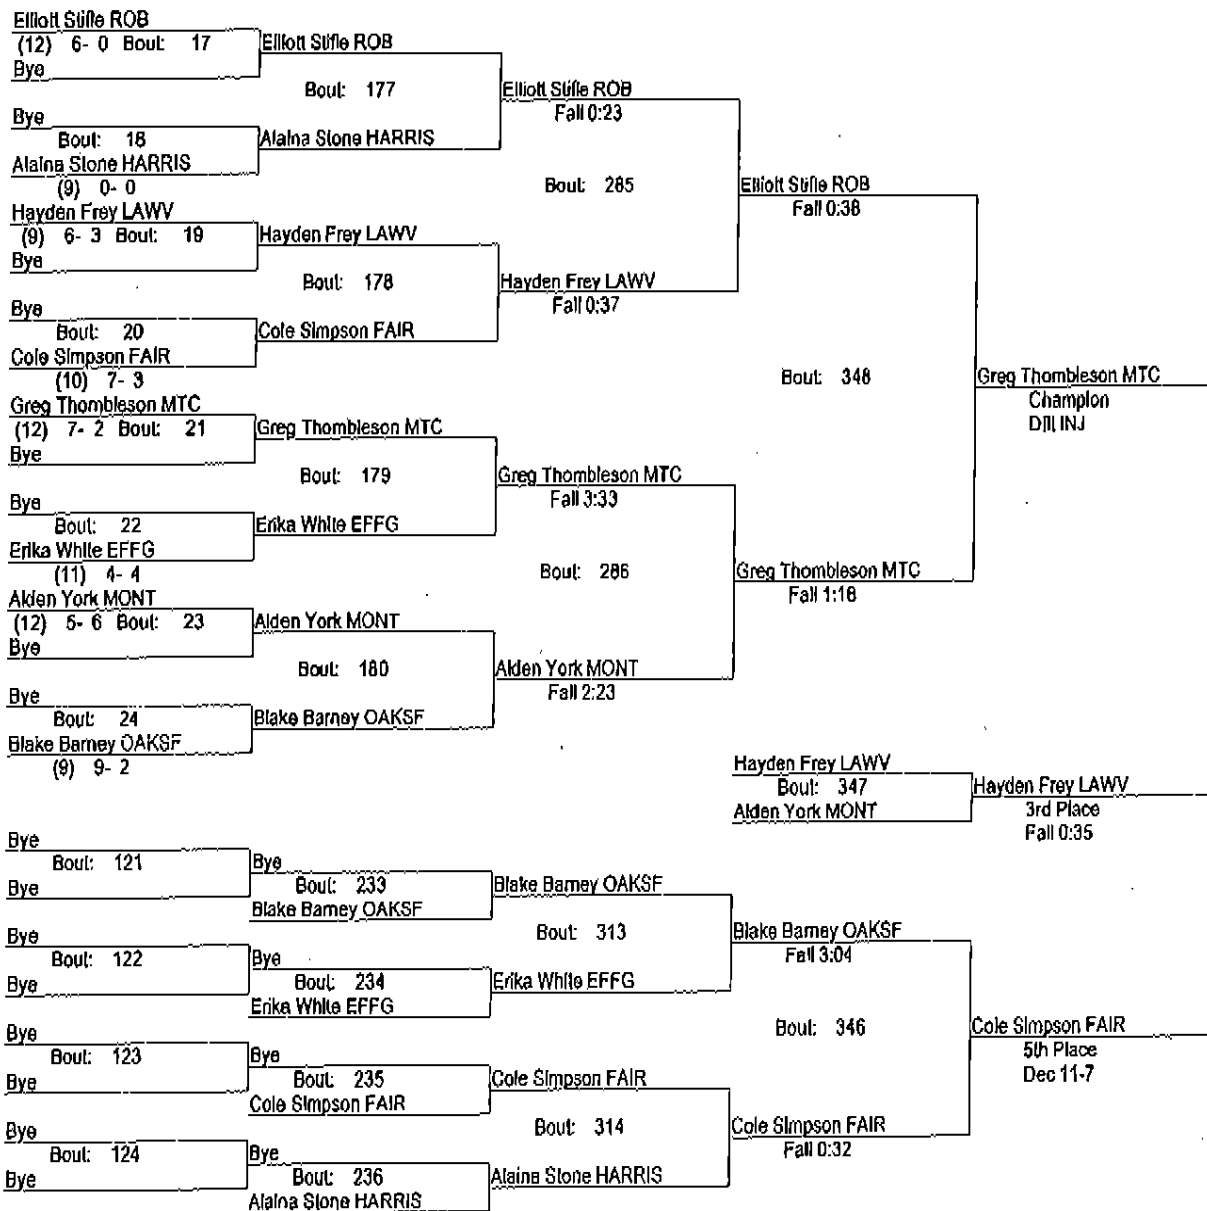 Elliott Stifle ROB
(12) 6- 0 Bout: 17
Bye
Elliott Stifle ROB
Bout: 177
Bye
Bout: 18
Alaina Stone HARRIS
(9) 0- 0
Alaina Stone HARRIS
Elliott Stifle ROB
Fall 0:23
Bout: 285
Hayden Frey LAWV
(9) 6- 3 Bout: 19
Bye
Hayden Frey LAWV
Bout: 178
Bye
Bout: 20
Cole Simpson FAIR
(10) 7- 3
Cole Simpson FAIR
Hayden Frey LAWV
Fall 0:37
Elliott Stifle ROB
Fall 0:38
Bout: 348
Greg Thombleson MTC
(12) 7- 2 Bout: 21
Bye
Greg Thombleson MTC
Bout: 179
Bye
Bout: 22
Erika White EFFG
(11) 4- 4
Erika White EFFG
Greg Thombleson MTC
Fall 3:33
Bout: 286
Alden York MONT
(12) 5- 6 Bout: 23
Bye
Alden York MONT
Bout: 180
Bye
Bout: 24
Blake Barney OAKSF
(9) 9- 2
Blake Barney OAKSF
Alden York MONT
Fall 2:23
Greg Thombleson MTC
Fall 1:18
Greg Thombleson MTC
Champion
Dflt INJ
Hayden Frey LAWV
Bout: 347
Alden York MONT
Hayden Frey LAWV
3rd Place
Fall 0:35
Bye
Bout: 121
Bye
Bye
Bout: 233
Blake Barney OAKSF
Blake Barney OAKSF
Bout: 313
Bye
Bout: 122
Bye
Bye
Bout: 234
Erika White EFFG
Erika White EFFG
Blake Barney OAKSF
Fall 3:04
Bout: 346
Bye
Bout: 123
Bye
Bye
Bout: 235
Cole Simpson FAIR
Cole Simpson FAIR
Bout: 314
Bye
Bout: 124
Bye
Bye
Bout: 236
Alaina Stone HARRIS
Alaina Stone HARRIS
Cole Simpson FAIR
Fall 0:32
Cole Simpson FAIR
5th Place
Dec 11-7